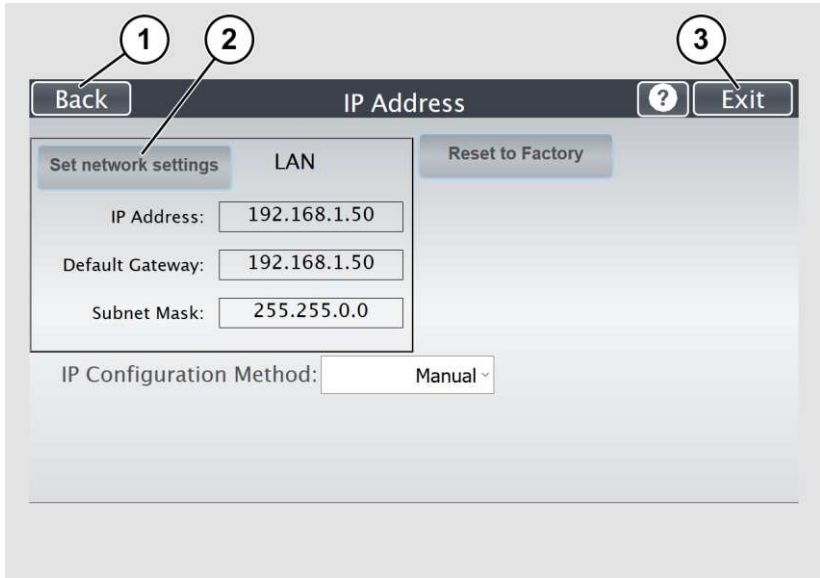 1 2 3
Back IP Address ? Exit
Set network settings LAN Reset to Factory
IP Address: 192.168.1.50
Default Gateway: 192.168.1.50
Subnet Mask: 255.255.0.0
IP Configuration Method: Manual